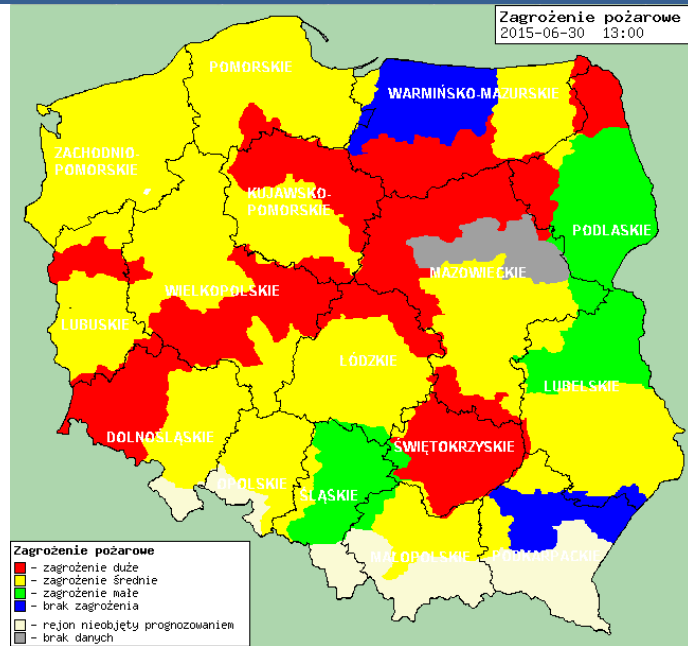 Zagrożenie pożarowe
2015-06-30 13:00
POMORSKIE
WARMIŃSKO-MAZURSKIE
ZACHODNIO-
POMORSKIE
KUJAWSKO-
POMORSKIE
PODLASKIE
MAZOWIECKIE
WIELKOPOLSKIE
LUBUSKIE
ŁÓDZKIE
LUBELSKIE
DOLNOŚLĄSKIE
ŚWIĘTOKRZYSKIE
OPOLSKIE
ŚLĄSKIE
MAŁOPOLSKIE
PODKARPACKIE
Zagrożenie pożarowe
- zagrożenie duże
- zagrożenie średnie
- zagrożenie małe
- brak zagrożenia
- rejon nieobjęty prognozowaniem
- brak danych